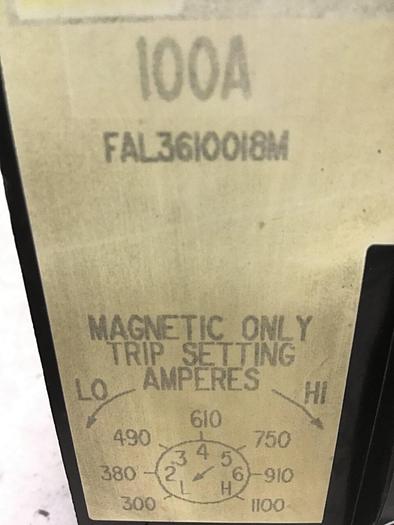 100A
FAL3610018M
MAGNETIC ONLY
TRIP SETTING
AMPERES
LO HI
610
490 750
3 4 5
380 2 6 910
L H
300 1100